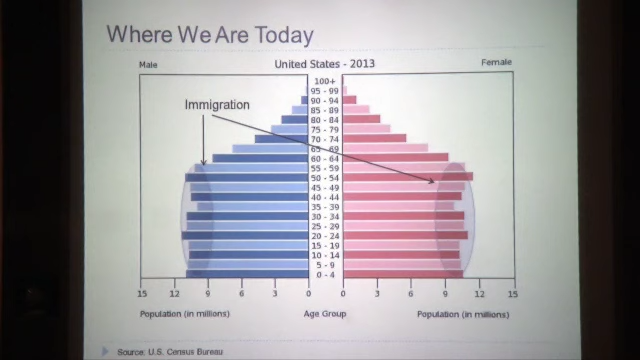 Where We Are Today
Male
United States - 2013
Female
Immigration
100+
95 - 99
90 - 94
85 - 89
80 - 84
75 - 79
70 - 74
65 - 69
60 - 64
55 - 59
50 - 54
45 - 49
40 - 44
35 - 39
30 - 34
25 - 29
20 - 24
15 - 19
10 - 14
5 - 9
0 - 4
15 12 9 6 3 0 0 3 6 9 12 15
Population (in millions) Age Group Population (in millions)
Source: U.S. Census Bureau